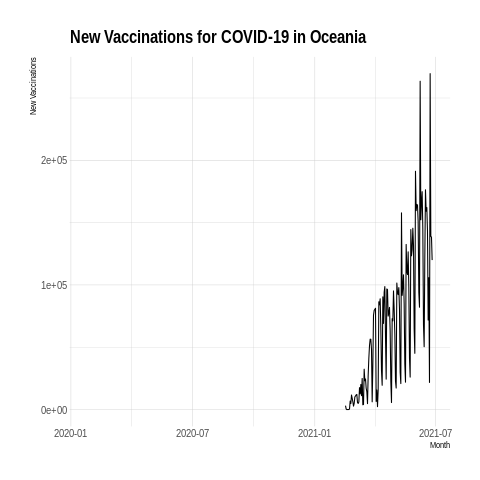 New Vaccinations for COVID-19 in Oceania
New Vaccinations
2e+05
1e+05
0e+00
2020-01 2020-07 2021-01 2021-07
Month